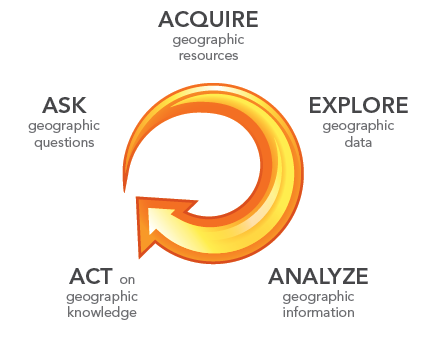 ACQUIRE
geographic
resources
ASK
geographic
questions
EXPLORE
geographic
data
ACT on
geographic
knowledge
ANALYZE
geographic
information